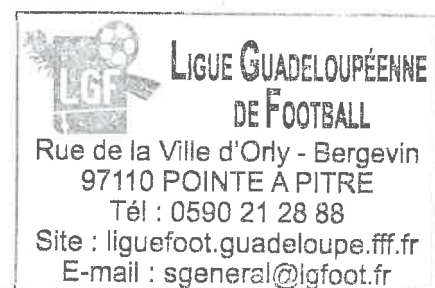 LGF
LIGUE GUADELOUPÉENNE
DE FOOTBALL
Rue de la Ville d'Orly - Bergevin
97110 POINTE A PITRE
Tél : 0590 21 28 88
Site : liguefoot.guadeloupe.fff.fr
E-mail : sgeneral@lgfoot.fr